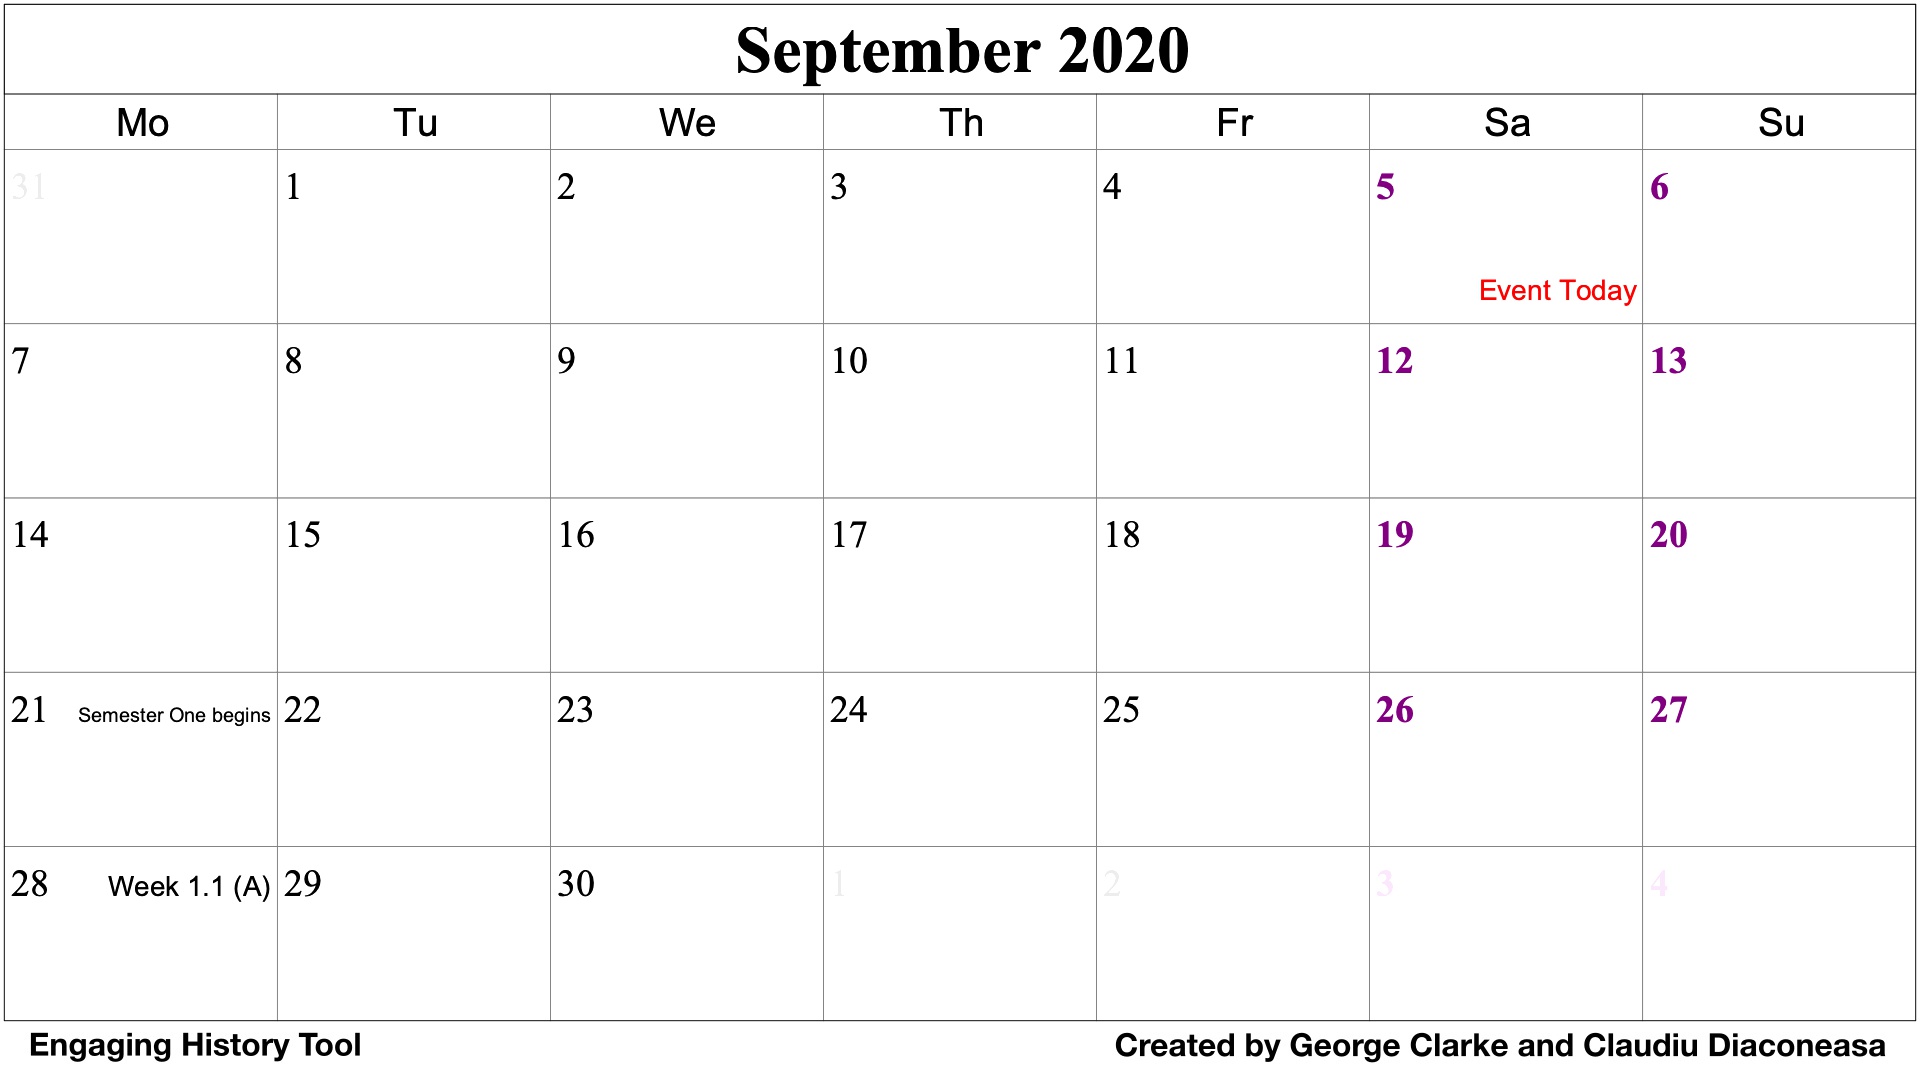 September 2020
Mo Tu We Th Fr Sa Su
31 1 2 3 4 5 6
Event Today
7 8 9 10 11 12 13
14 15 16 17 18 19 20
21 Semester One begins 22 23 24 25 26 27
28 Week 1.1 (A) 29 30 1 2 3 4
Engaging History Tool Created by George Clarke and Claudiu Diaconeasa